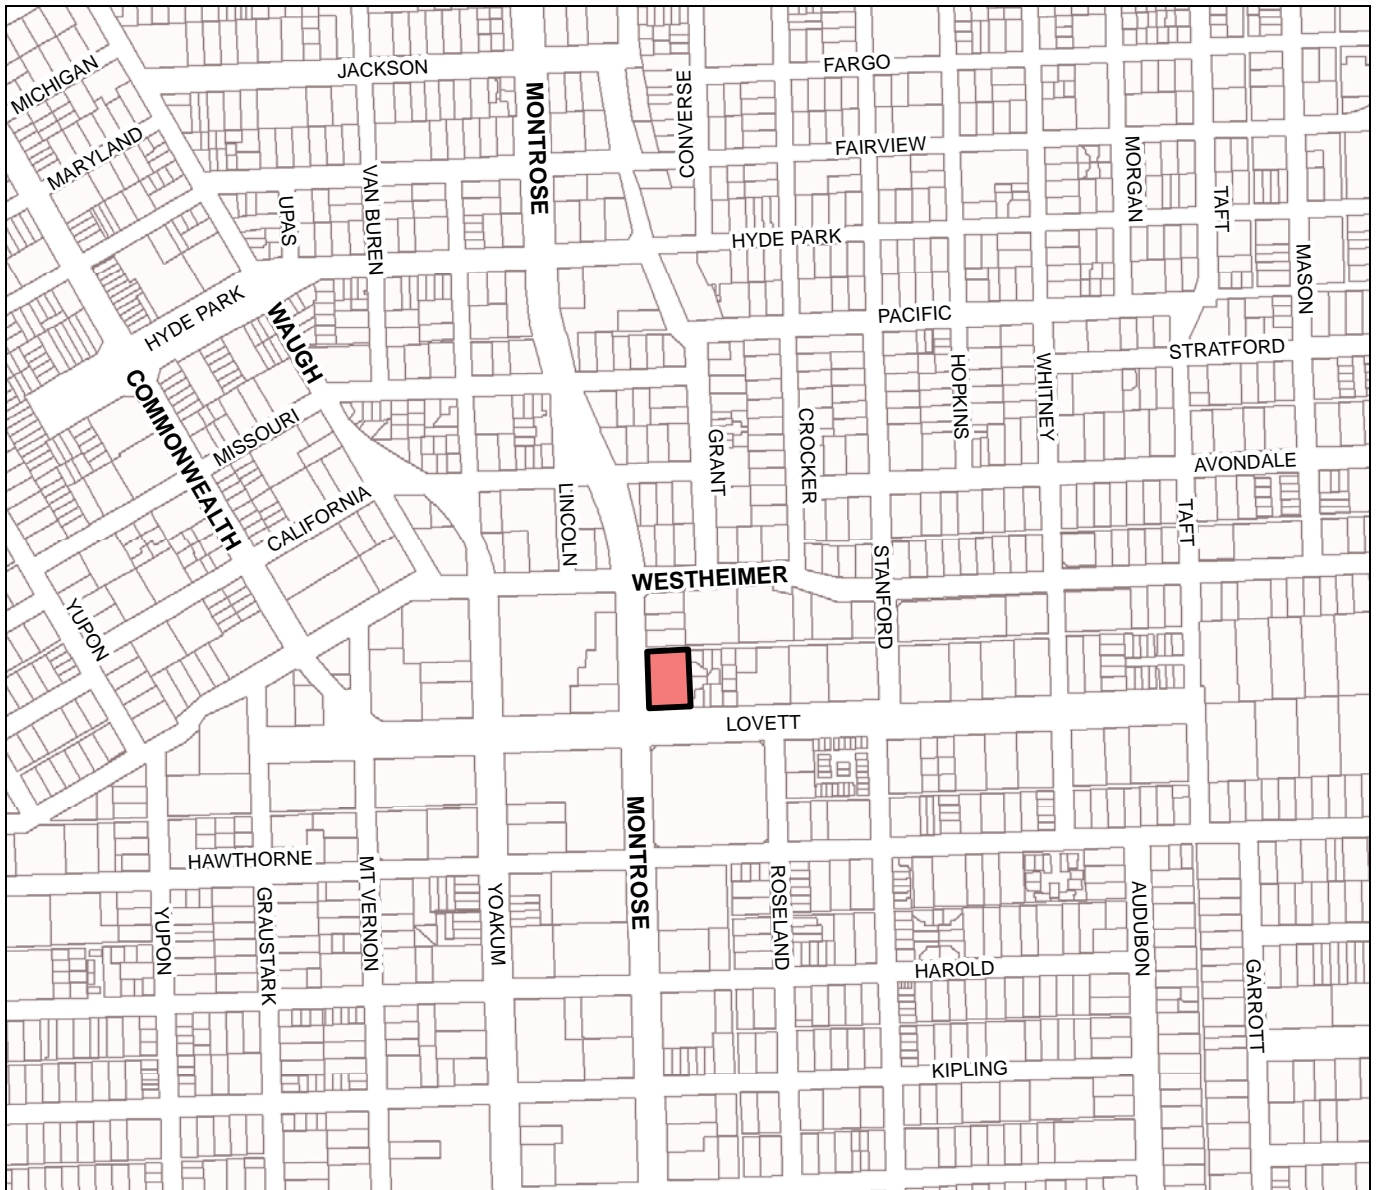 JACKSON
FARGO
MICHIGAN
MONTROSE
CONVERSE
MARYLAND
FAIRVIEW
MORGAN
VAN BUREN
UPAS
TAFT
HYDE PARK
MASON
HYDE PARK
WAUGH
PACIFIC
STRATFORD
HOPKINS
WHITNEY
COMMONWEALTH
MISSOURI
CROCKER
GRANT
AVONDALE
CALIFORNIA
LINCOLN
TAFT
WESTHEIMER
STANFORD
YUPON
LOVETT
MONTROSE
HAWTHORNE
MT VERNON
ROSELAND
YOAKUM
AUDUBON
GRAUSTARK
YUPON
HAROLD
GARROTT
KIPLING